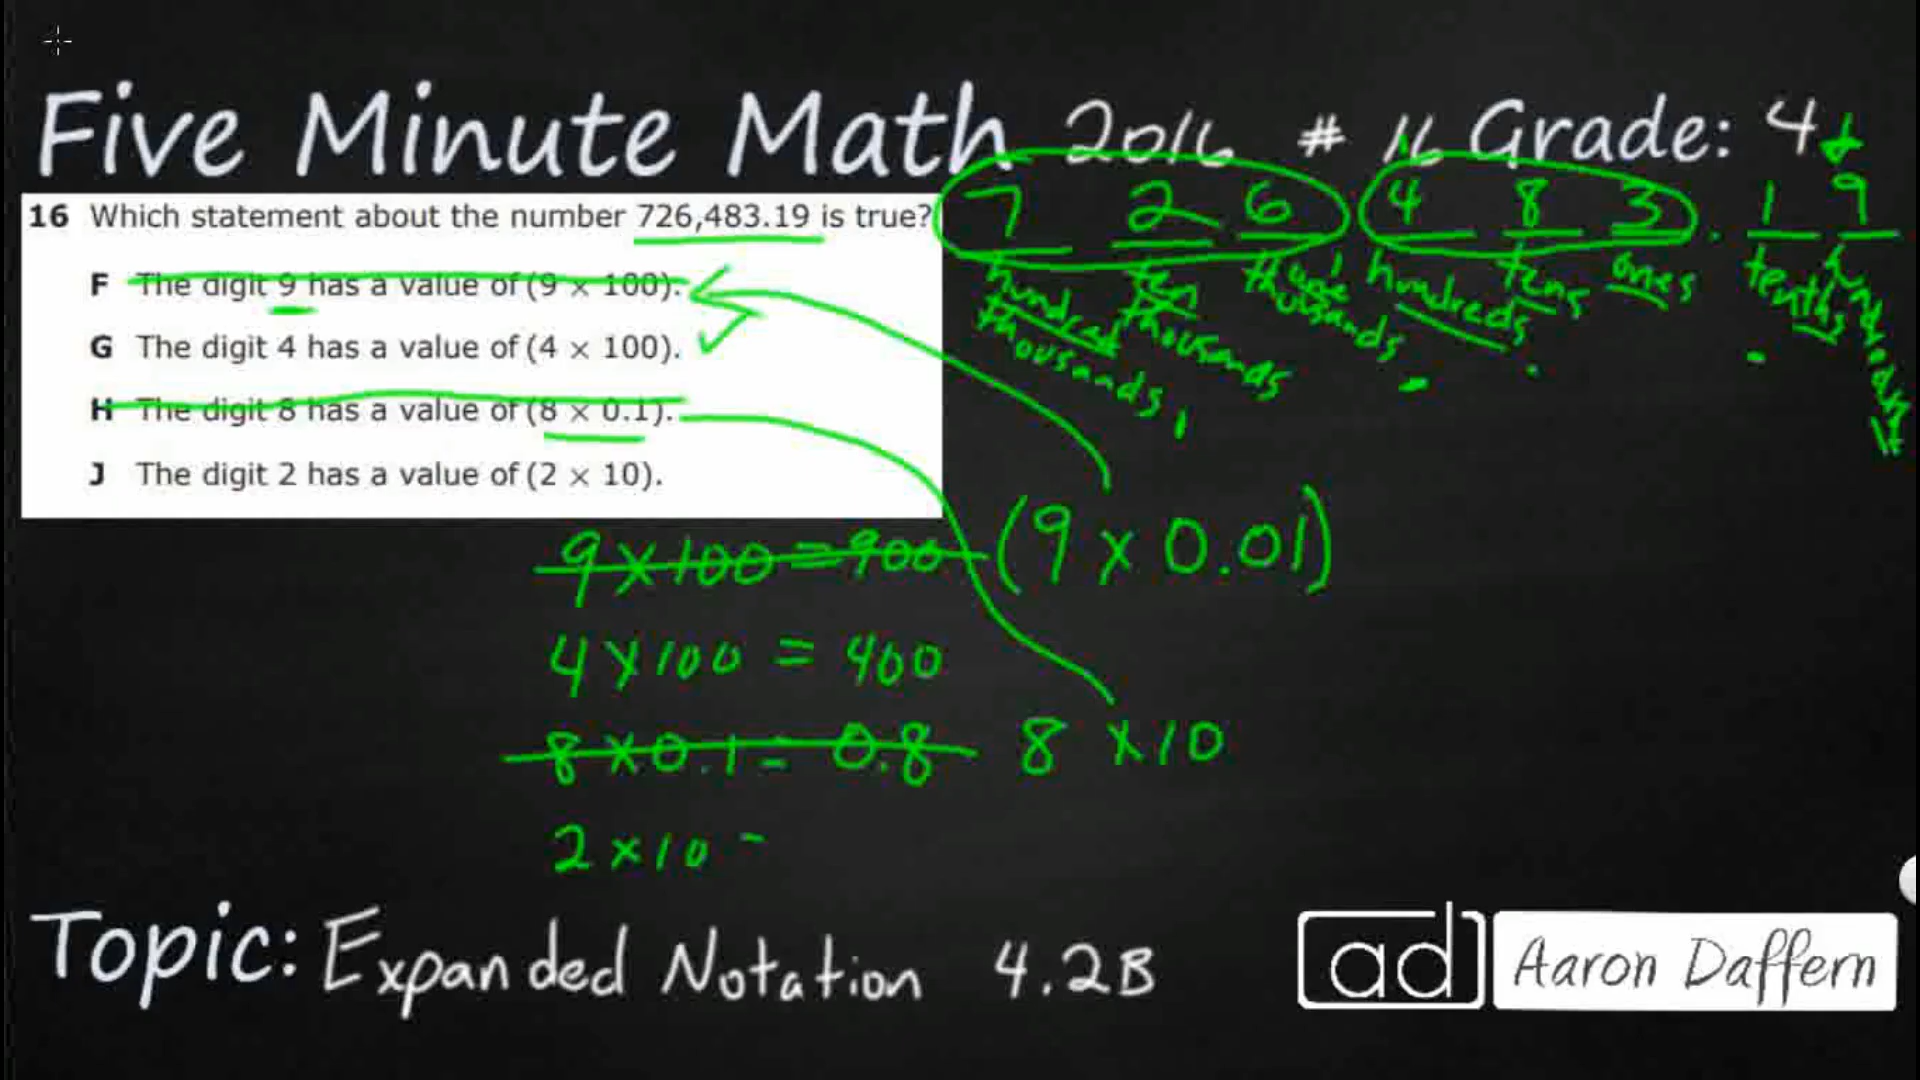 Five Minute Math 2016 # 16 Grade: 4
16 Which statement about the number 726,483.19 is true?
7 2 6 , 4 8 3 . 1 9
hundred thousands, ten thousands one thousands hundreds tens ones tenths hundredths
F The digit 9 has a value of (9 × 100).
G The digit 4 has a value of (4 × 100).
H The digit 8 has a value of (8 × 0.1).
J The digit 2 has a value of (2 × 10).
9 x 100 = 900 (9 x 0.01)
4 x 100 = 400
8 x 0.1 = 0.8 8 x 10
2 x 10 =
Topic: Expanded Notation 4.2B
ad Aaron Daffern